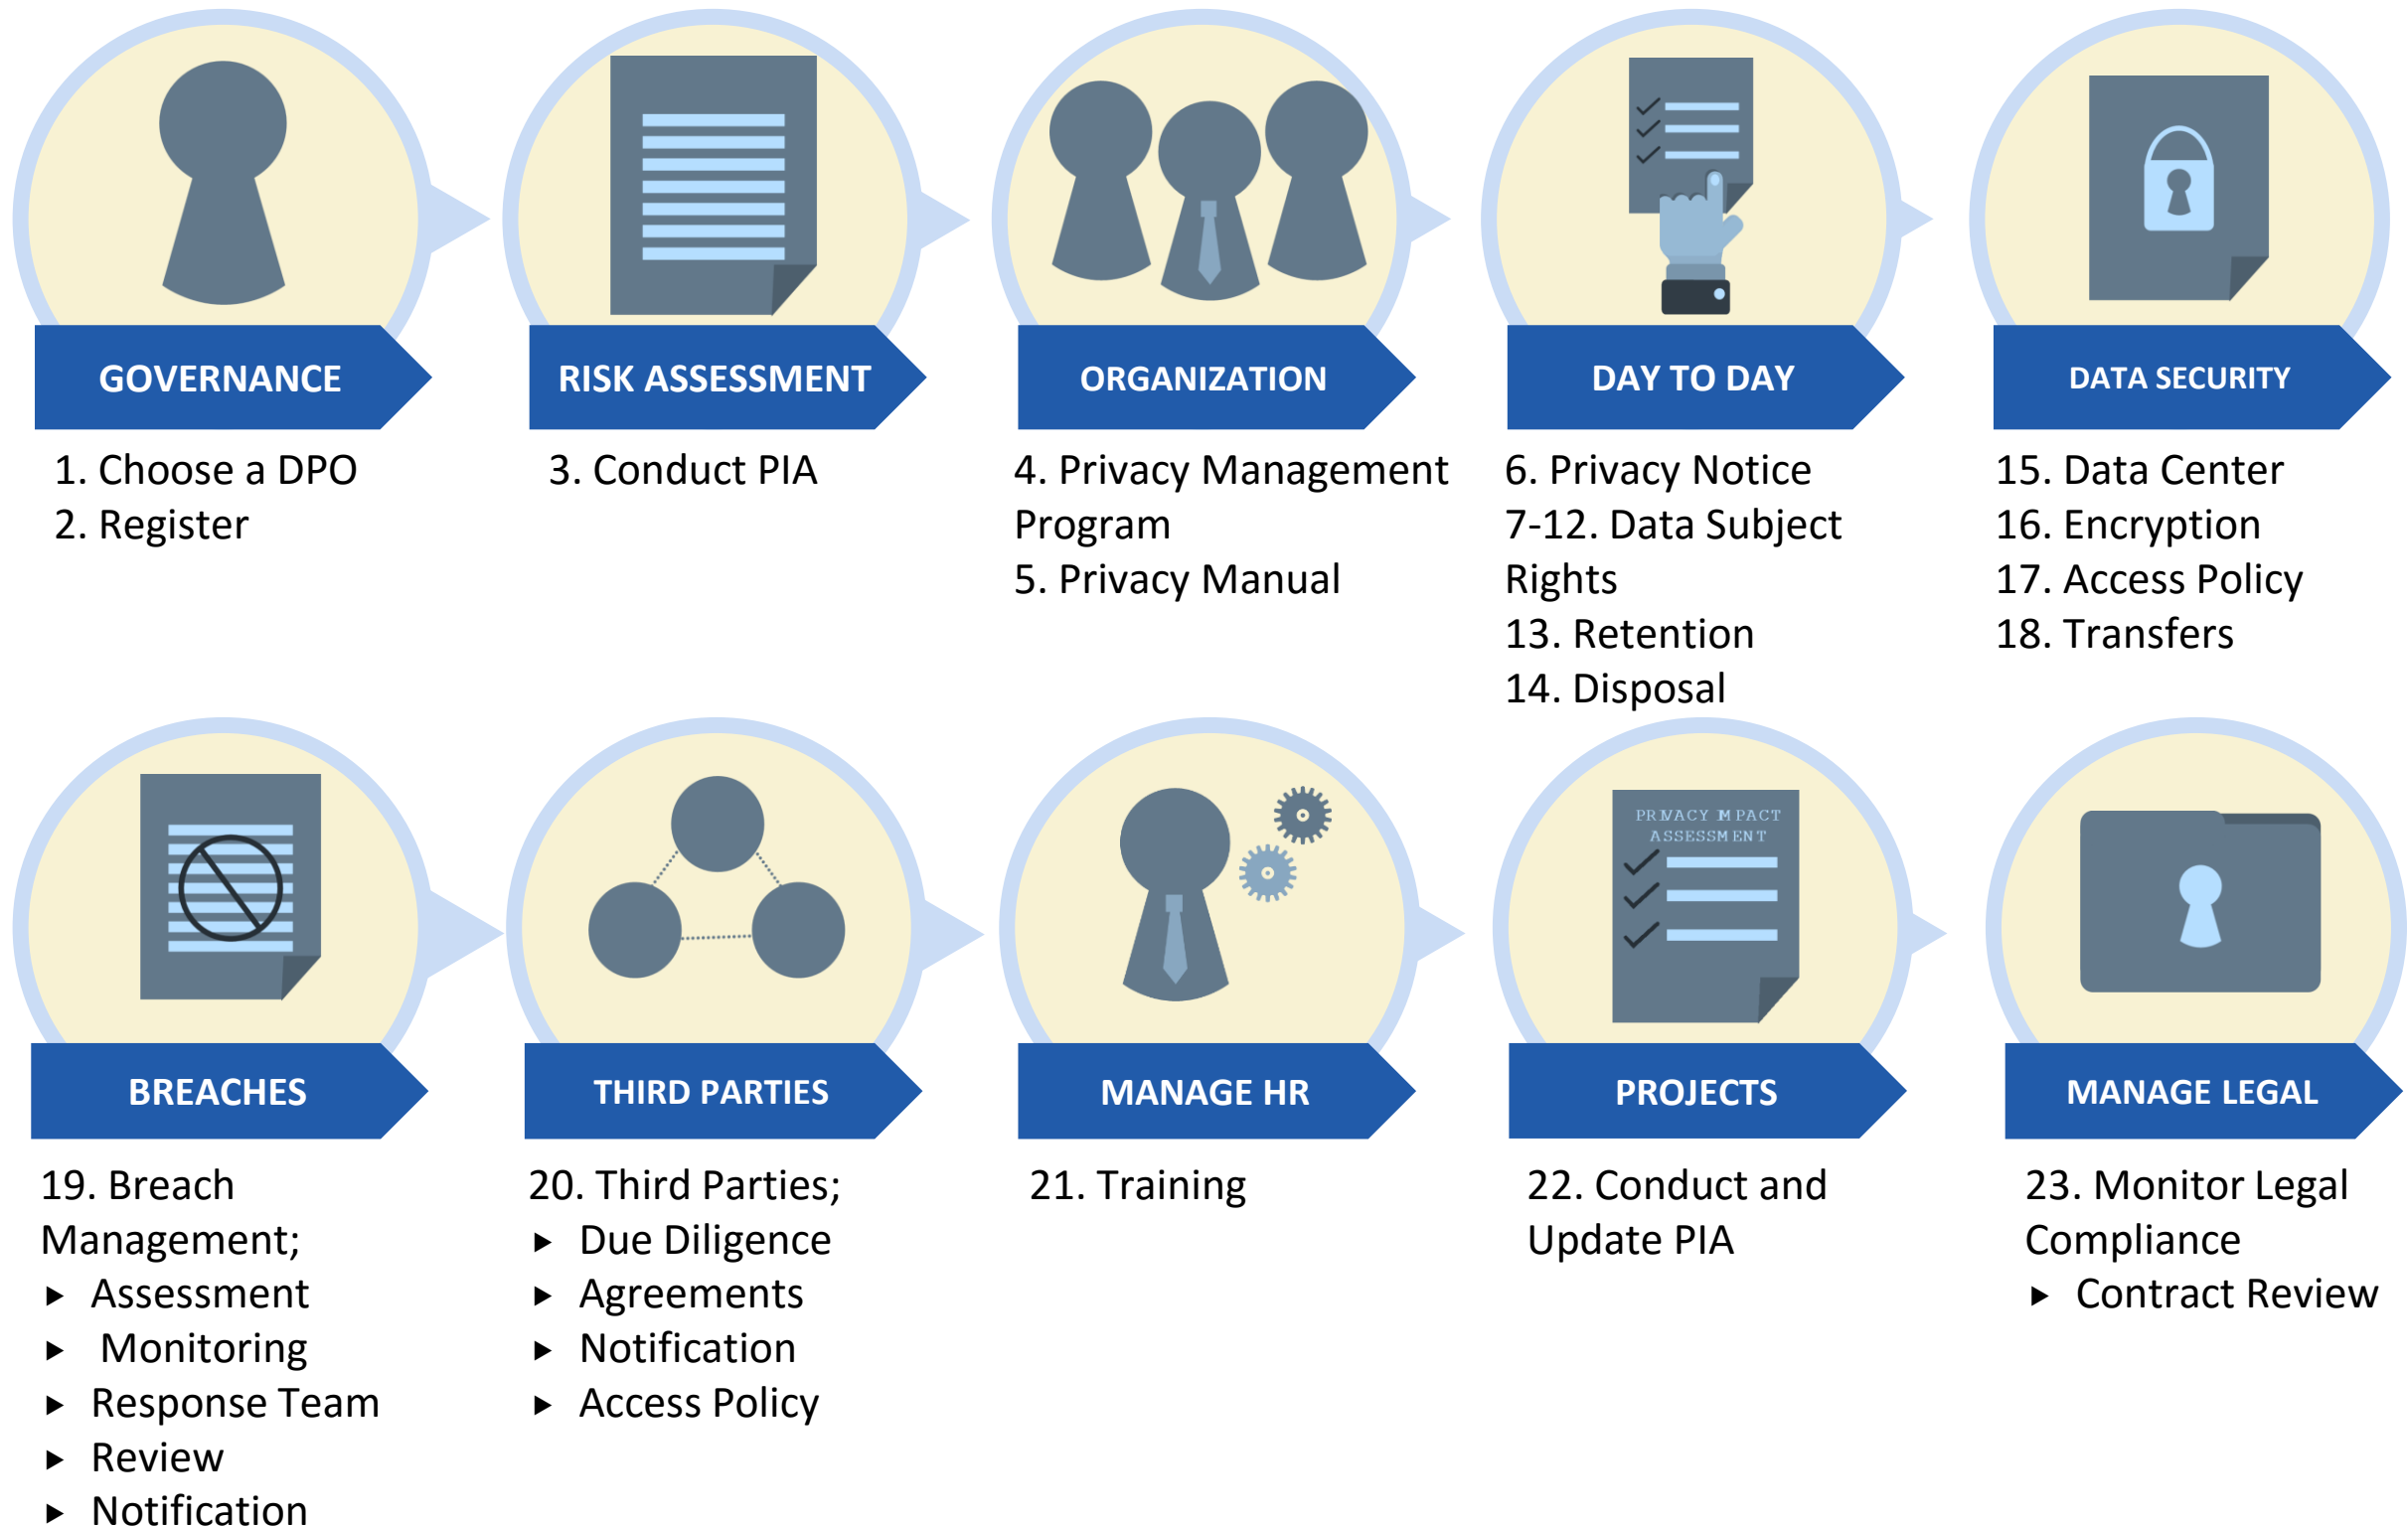 GOVERNANCE
1. Choose a DPO
2. Register
RISK ASSESSMENT
3. Conduct PIA
ORGANIZATION
4. Privacy Management
Program
5. Privacy Manual
DAY TO DAY
6. Privacy Notice
7-12. Data Subject
Rights
13. Retention
14. Disposal
DATA SECURITY
15. Data Center
16. Encryption
17. Access Policy
18. Transfers
BREACHES
19. Breach
Management;
▶ Assessment
▶ Monitoring
▶ Response Team
▶ Review
▶ Notification
THIRD PARTIES
20. Third Parties;
▶ Due Diligence
▶ Agreements
▶ Notification
▶ Access Policy
MANAGE HR
21. Training
PRIVACY IMPACT
ASSESSMENT
PROJECTS
22. Conduct and
Update PIA
MANAGE LEGAL
23. Monitor Legal
Compliance
▶ Contract Review